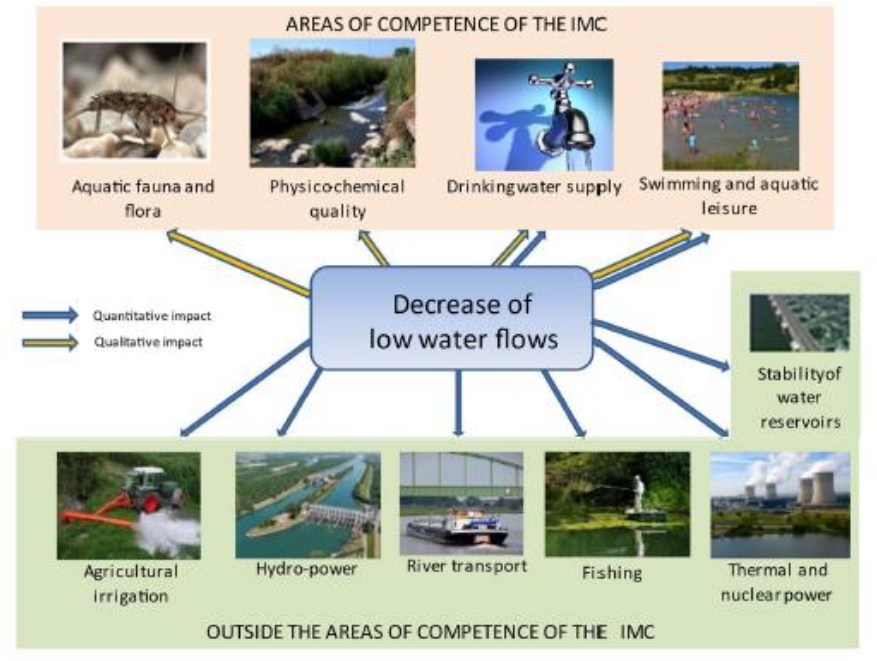 AREAS OF COMPETENCE OF THE IMC
Aquatic fauna and
flora
Physico-chemical
quality
Drinking water supply
Swimming and aquatic
leisure
Decrease of
low water flows
Quantitative impact
Qualitative impact
Stability of
water
reservoirs
Agricultural
irrigation
Hydro-power
River transport
Fishing
Thermal and
nuclear power
OUTSIDE THE AREAS OF COMPETENCE OF THE IMC